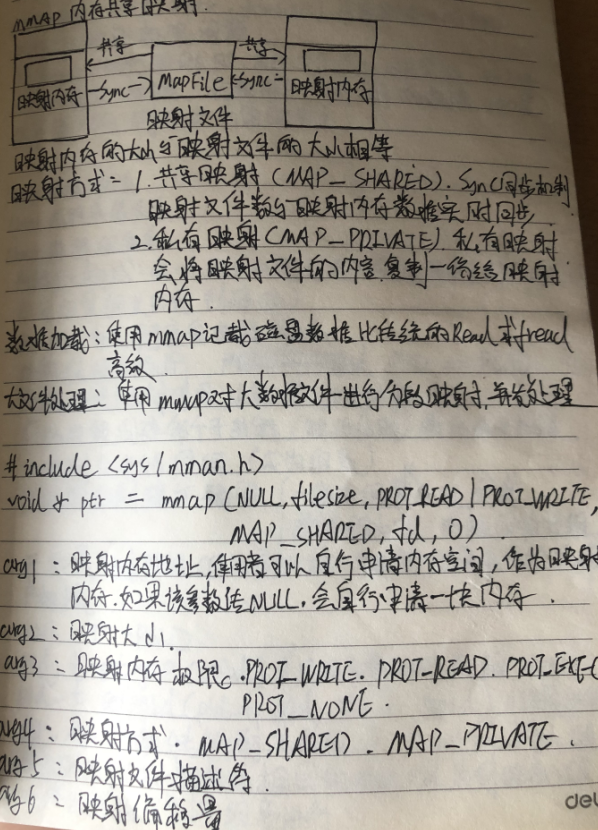 mmap 内存共享映射.
共享 共享
映射内存 sync MapFile sync 映射内存
映射文件
映射内存的大小与映射文件的大小相等
映射方式: 1. 共享映射 (MAP_SHARED). Sync同步机制
映射文件数与映射内存数据实时同步
2. 私有映射 (MAP_PRIVATE) 私有映射
会将映射文件的内容复制一份给映射
内存.
数据加载: 使用mmap记载磁盘数据比传统的Read或fread
高效
大文件处理: 使用mmap对大数据文件进行分段映射,并发处理
#include <sys/mman.h>
void * ptr = mmap (NULL, filesize, PROT_READ | PROT_WRITE,
MAP_SHARED, fd, 0)
arg1: 映射内存地址,使用者可以自行申请内存空间,作为映射
内存.如果该参数传NULL.会自行申请一块内存.
arg2: 映射大小.
arg3: 映射内存权限. PROT_WRITE. PROT_READ. PROT_EXEC
PROT_NONE.
arg4: 映射方式. MAP_SHARED. MAP_PRIVATE.
arg5: 映射文件描述符.
arg6: 映射偏移量
del